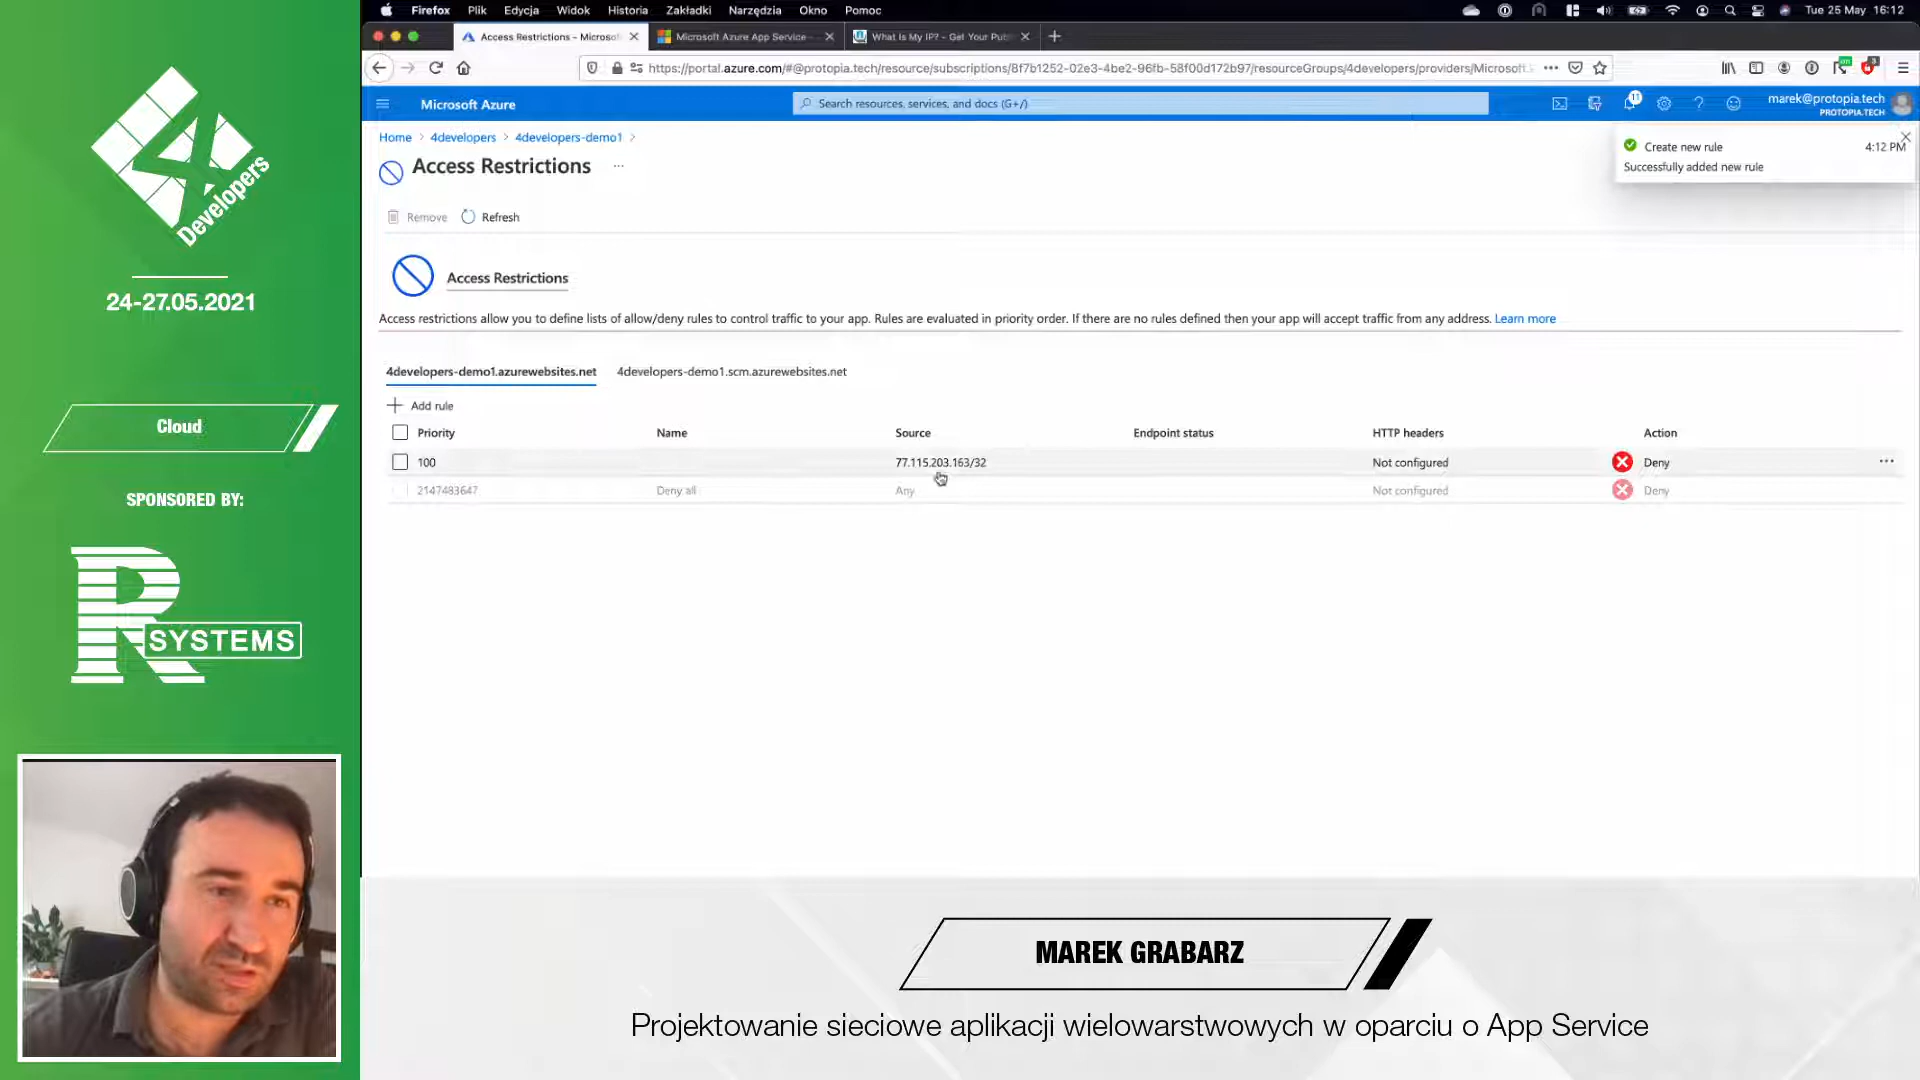 4
Developers
24-27.05.2021
Cloud
SPONSORED BY:
R SYSTEMS
Firefox Plik Edycja Widok Historia Zakładki Narzędzia Okno Pomoc
Tue 25 May 16:12
Access Restrictions - Microso
Microsoft Azure App Service
What Is My IP? - Get Your Pub
https://portal.azure.com/#@protopia.tech/resource/subscriptions/8f7b1252-02e3-4be2-96fb-58f00d172b97/resourceGroups/4developers/providers/Microsoft.
Microsoft Azure
Search resources, services, and docs (G+/)
11
marek@protopia.tech
PROTOPIA.TECH
Home > 4developers > 4developers-demo1 >
Access Restrictions ...
Create new rule 4:12 PM
Successfully added new rule
Remove Refresh
Access Restrictions
Access restrictions allow you to define lists of allow/deny rules to control traffic to your app. Rules are evaluated in priority order. If there are no rules defined then your app will accept traffic from any address. Learn more
4developers-demo1.azurewebsites.net 4developers-demo1.scm.azurewebsites.net
+ Add rule
Priority Name Source Endpoint status HTTP headers Action
100 77.115.203.163/32 Not configured Deny ...
2147483647 Deny all Any Not configured Deny
MAREK GRABARZ
Projektowanie sieciowe aplikacji wielowarstwowych w oparciu o App Service